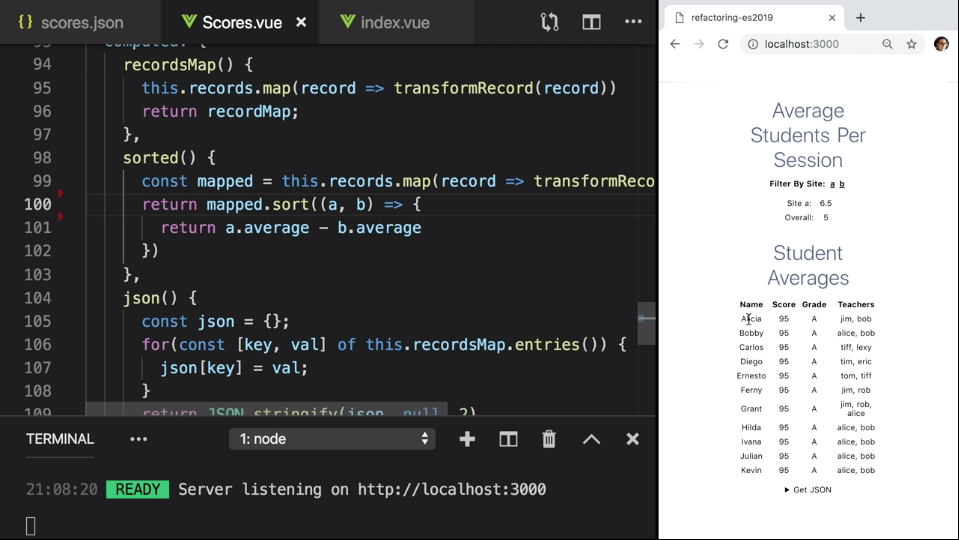 {} scores.json
Scores.vue ×
index.vue
•••
94 recordsMap() {
95 this.records.map(record => transformRecord(record))
96 return recordMap;
97 },
98 sorted() {
99 const mapped = this.records.map(record => transformReco
100 return mapped.sort((a, b) => {
101 return a.average - b.average
102 })
103 },
104 json() {
105 const json = {};
106 for(const [key, val] of this.recordsMap.entries()) {
107 json[key] = val;
108 }
109 return JSON.stringify(json, null, 2)
TERMINAL ••• 1: node
21:08:20 READY Server listening on http://localhost:3000
refactoring-es2019 ×
localhost:3000
Average
Students Per
Session
Filter By Site: a b
Site a: 6.5
Overall: 5
Student
Averages
Name Score Grade Teachers
Alicia 95 A jim, bob
Bobby 95 A alice, bob
Carlos 95 A tiff, lexy
Diego 95 A tim, eric
Ernesto 95 A tom, tiff
Ferny 95 A jim, rob
Grant 95 A jim, rob, alice
Hilda 95 A alice, bob
Ivana 95 A alice, bob
Julian 95 A alice, bob
Kevin 95 A alice, bob
▶ Get JSON